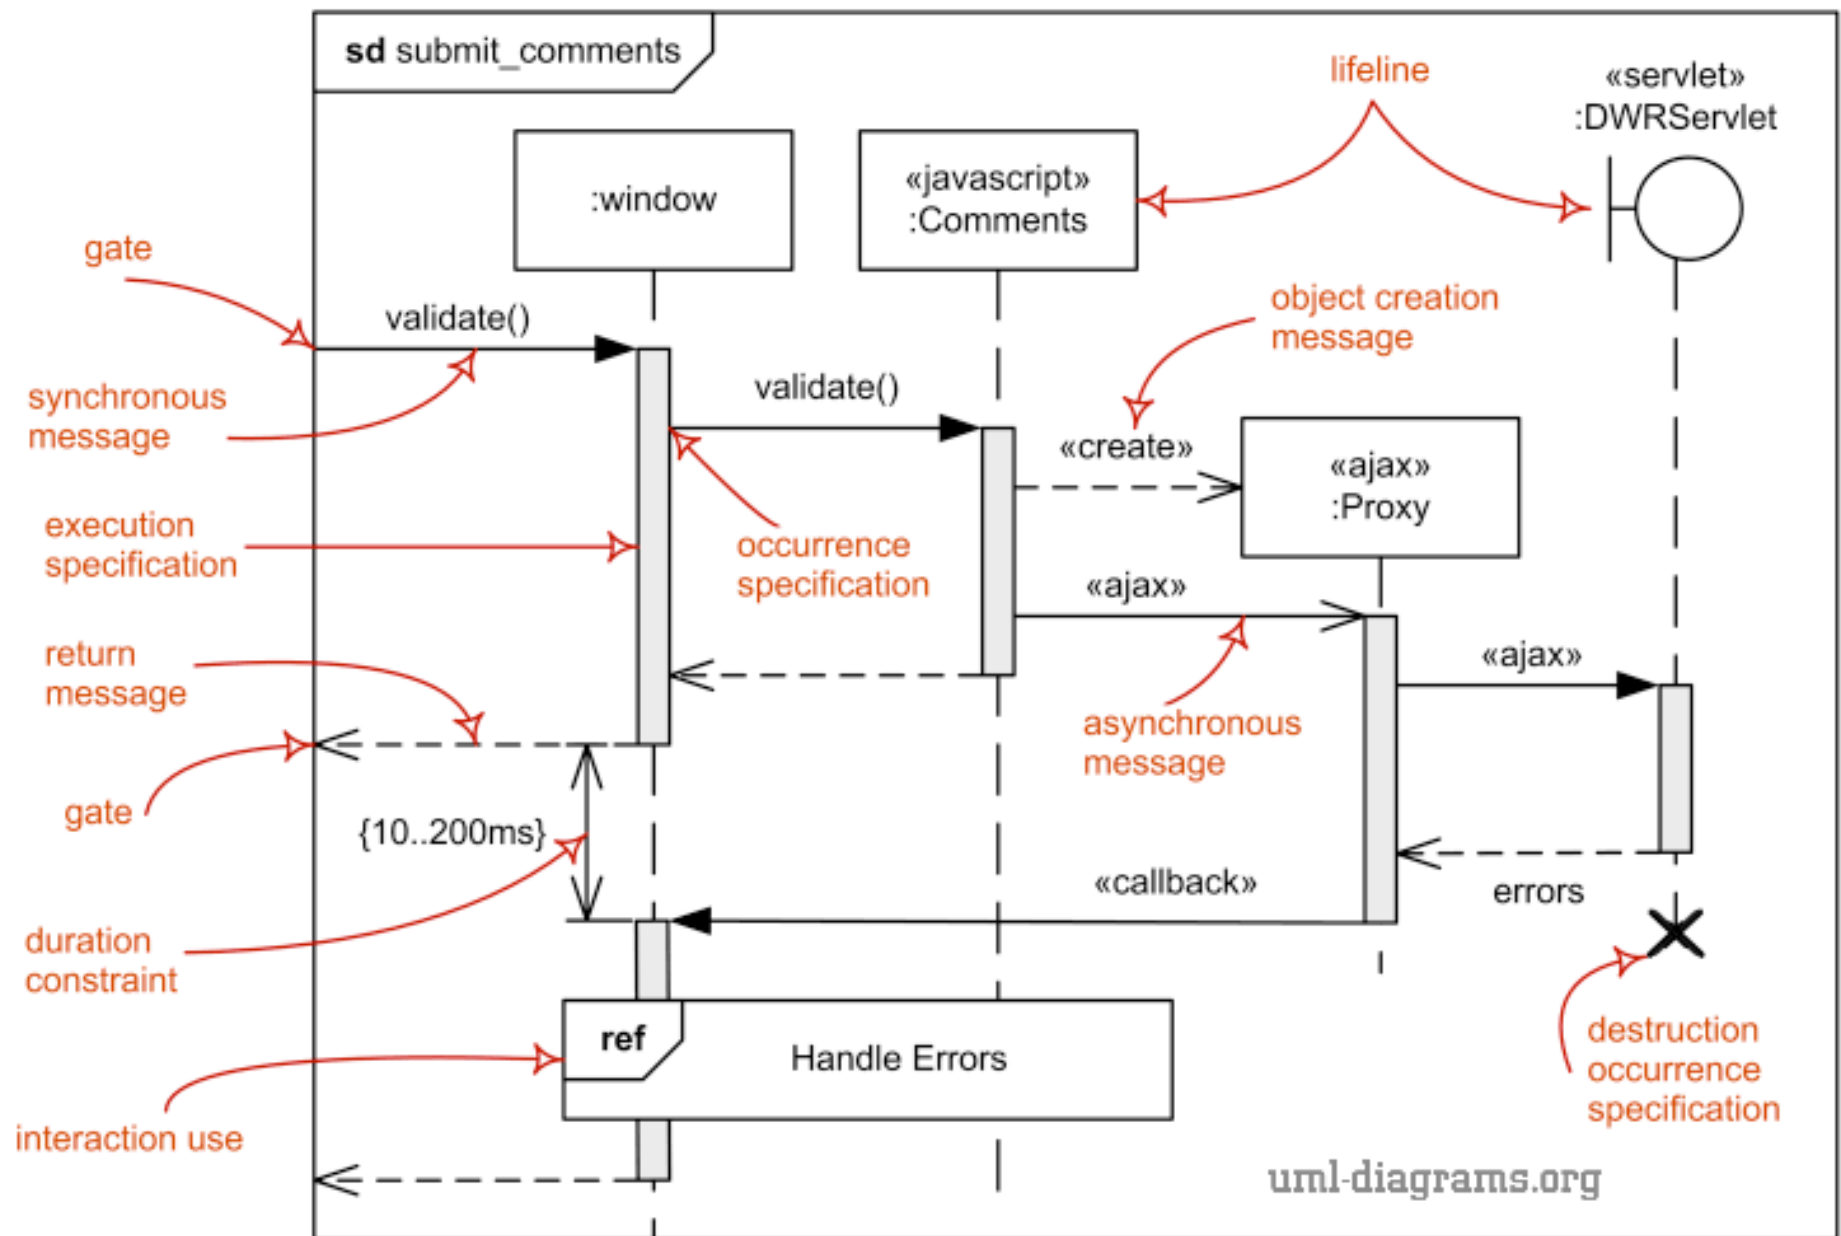 sd submit_comments
lifeline
«servlet»
:DWRServlet
:window
«javascript»
:Comments
gate
validate()
object creation
message
synchronous
message
validate()
«create»
«ajax»
:Proxy
execution
specification
occurrence
specification
«ajax»
return
message
«ajax»
asynchronous
message
gate
{10..200ms}
«callback»
errors
duration
constraint
ref
Handle Errors
destruction
occurrence
specification
interaction use
uml-diagrams.org